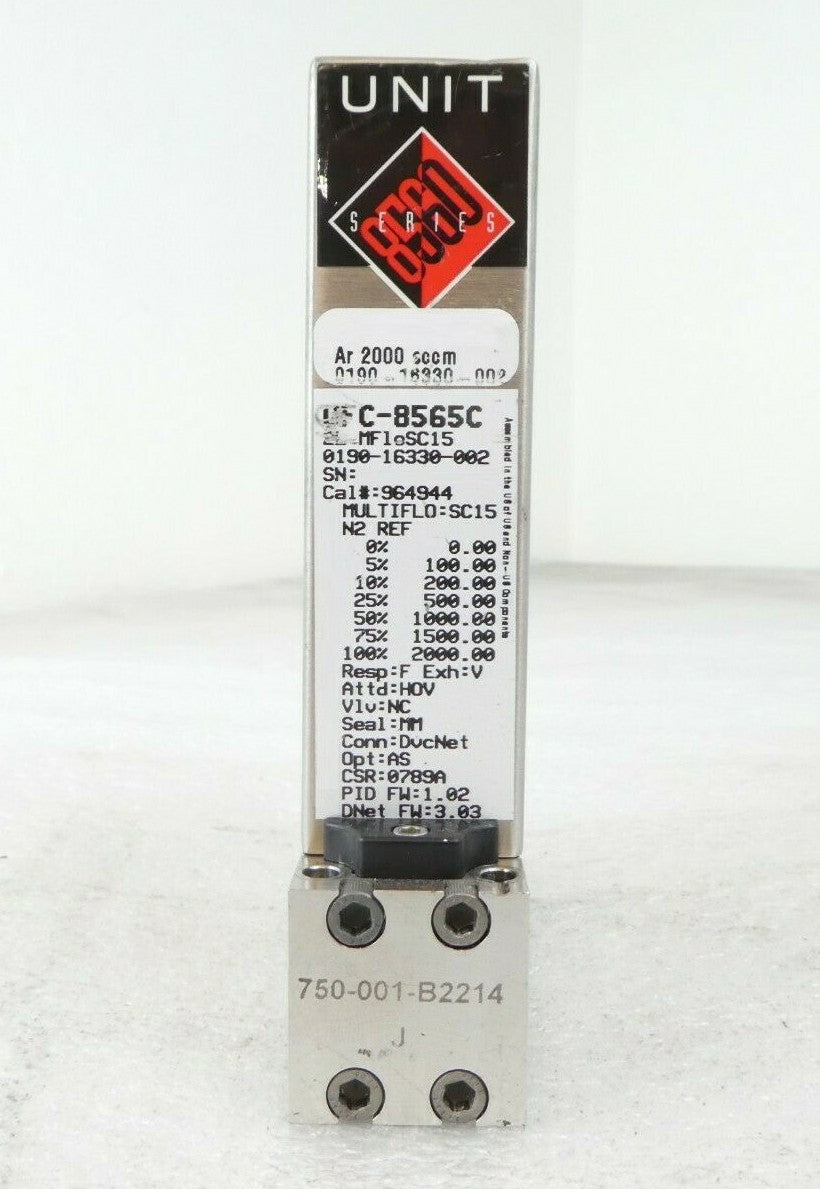 UNIT
8560
SERIES
Ar 2000 sccm
0190-16330-002
C-8565C
MFloSC15
0190-16330-002
SN:
Cal#:964944
MULTIFLO:SC15
N2 REF
0% 0.00
5% 100.00
10% 200.00
25% 500.00
50% 1000.00
75% 1500.00
100% 2000.00
Resp:F Exh:V
Attd:HOV
Vlv:NC
Seal:MM
Conn:DvcNet
Opt:AS
CSR:0789A
PID FW:1.02
DNet FW:3.03
Assembled in the US of US and Non-US Components
750-001-B2214
J